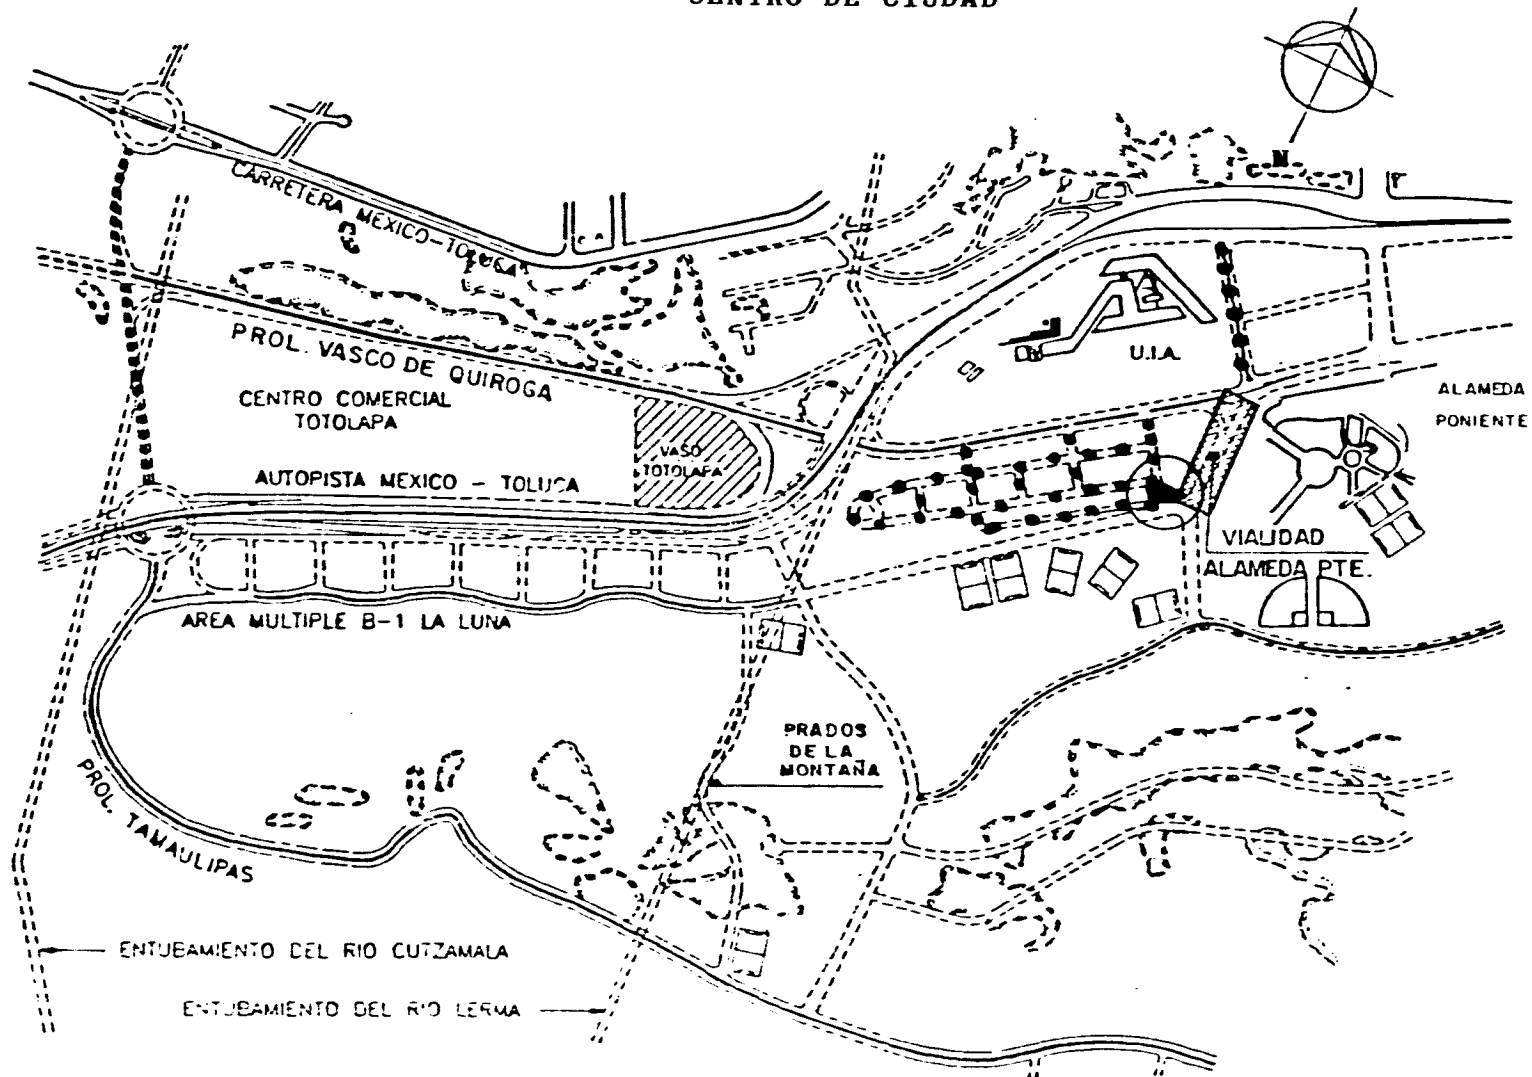 CENTRO DE CIUDAD
N
CARRETERA MEXICO-TOLUCA
PROL. VASCO DE QUIROGA
U.I.A.
CENTRO COMERCIAL
TOTOLAPA
VASO
TOTOLAPA
ALAMEDA
PONIENTE
AUTOPISTA MEXICO - TOLUCA
VIALIDAD
ALAMEDA PTE.
AREA MULTIPLE B-1 LA LUNA
PRADOS
DE LA
MONTAÑA
PROL. TAMAULIPAS
ENTUBAMIENTO DEL RIO CUTZAMALA
ENTUBAMIENTO DEL RIO LERMA